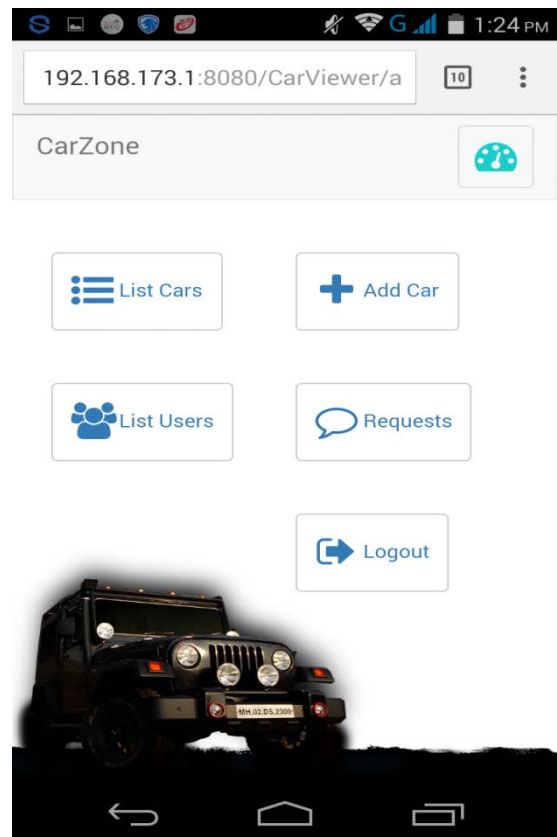 G 1:24 PM
192.168.173.1:8080/CarViewer/a 10
CarZone
List Cars Add Car
List Users Requests
Logout
MH.02.DS.2300